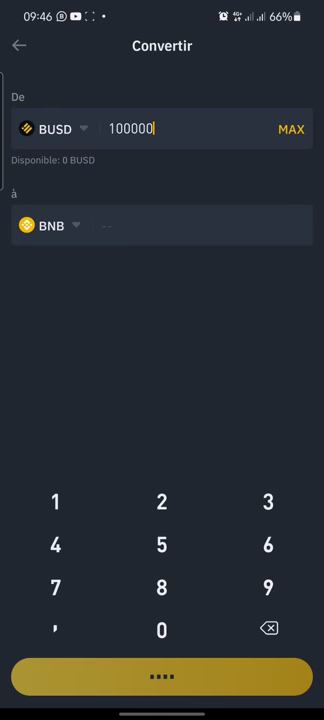 09:46 4G+ 66%
Convertir
De
BUSD 100000 MAX
Disponible: 0 BUSD
à
BNB --
1 2 3
4 5 6
7 8 9
, 0